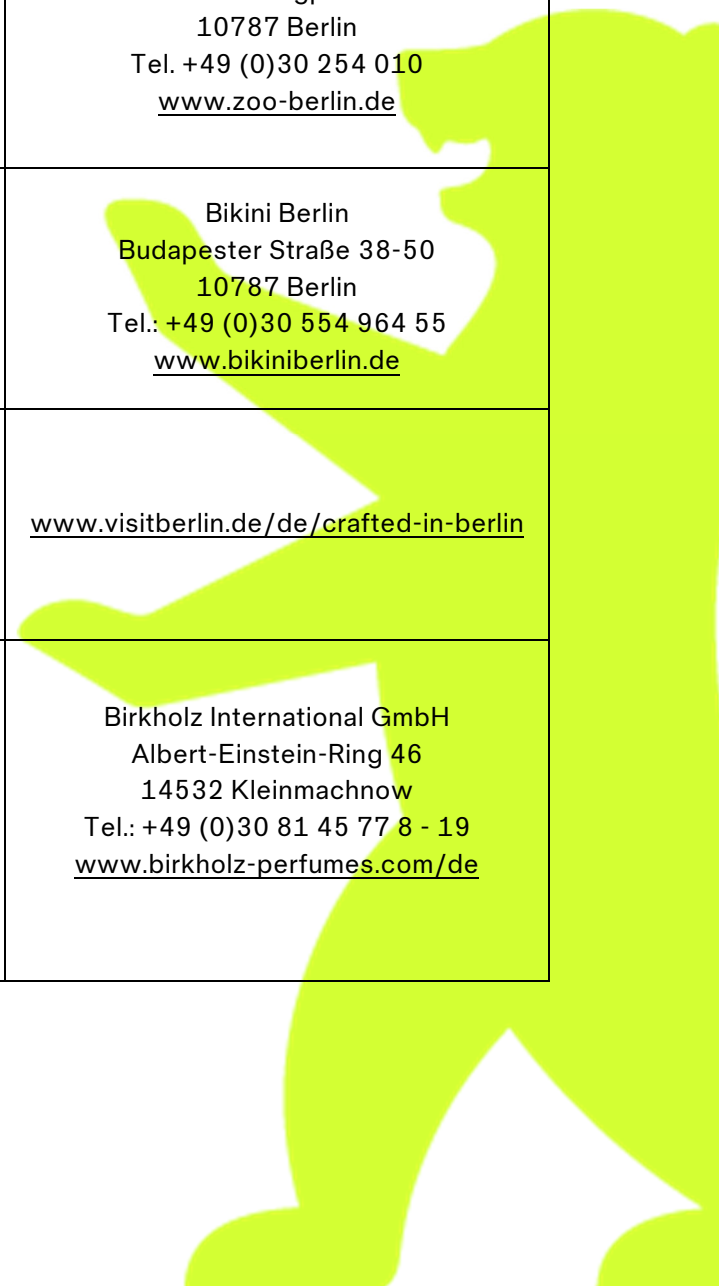 10787 Berlin
Tel. +49 (0)30 254 010
www.zoo-berlin.de
Bikini Berlin
Budapester Straße 38-50
10787 Berlin
Tel.: +49 (0)30 554 964 55
www.bikiniberlin.de
www.visitberlin.de/de/crafted-in-berlin
Birkholz International GmbH
Albert-Einstein-Ring 46
14532 Kleinmachnow
Tel.: +49 (0)30 81 45 77 8 - 19
www.birkholz-perfumes.com/de